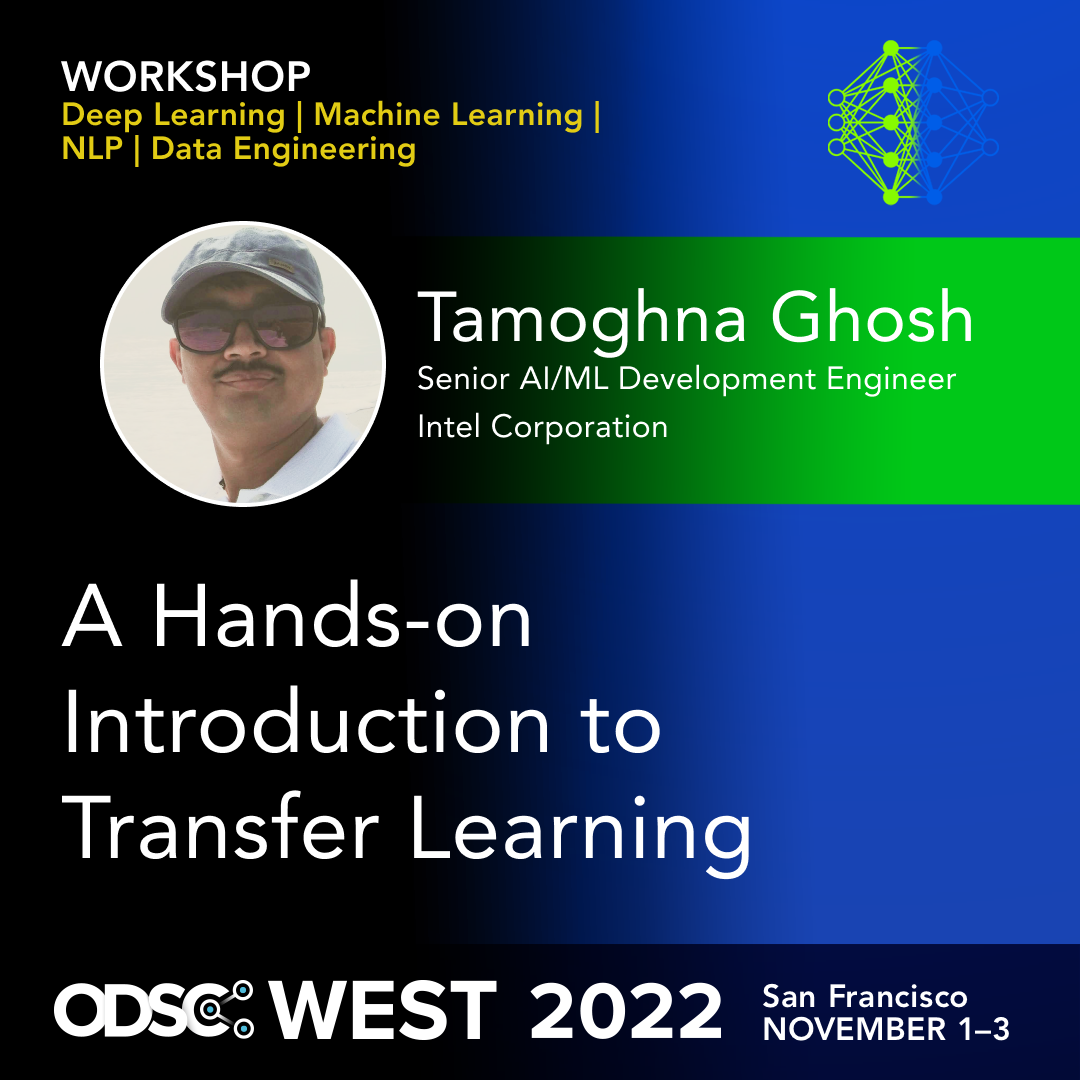 WORKSHOP
Deep Learning | Machine Learning |
NLP | Data Engineering
Tamoghna Ghosh
Senior AI/ML Development Engineer
Intel Corporation
A Hands-on
Introduction to
Transfer Learning
ODSC WEST 2022
San Francisco
NOVEMBER 1–3